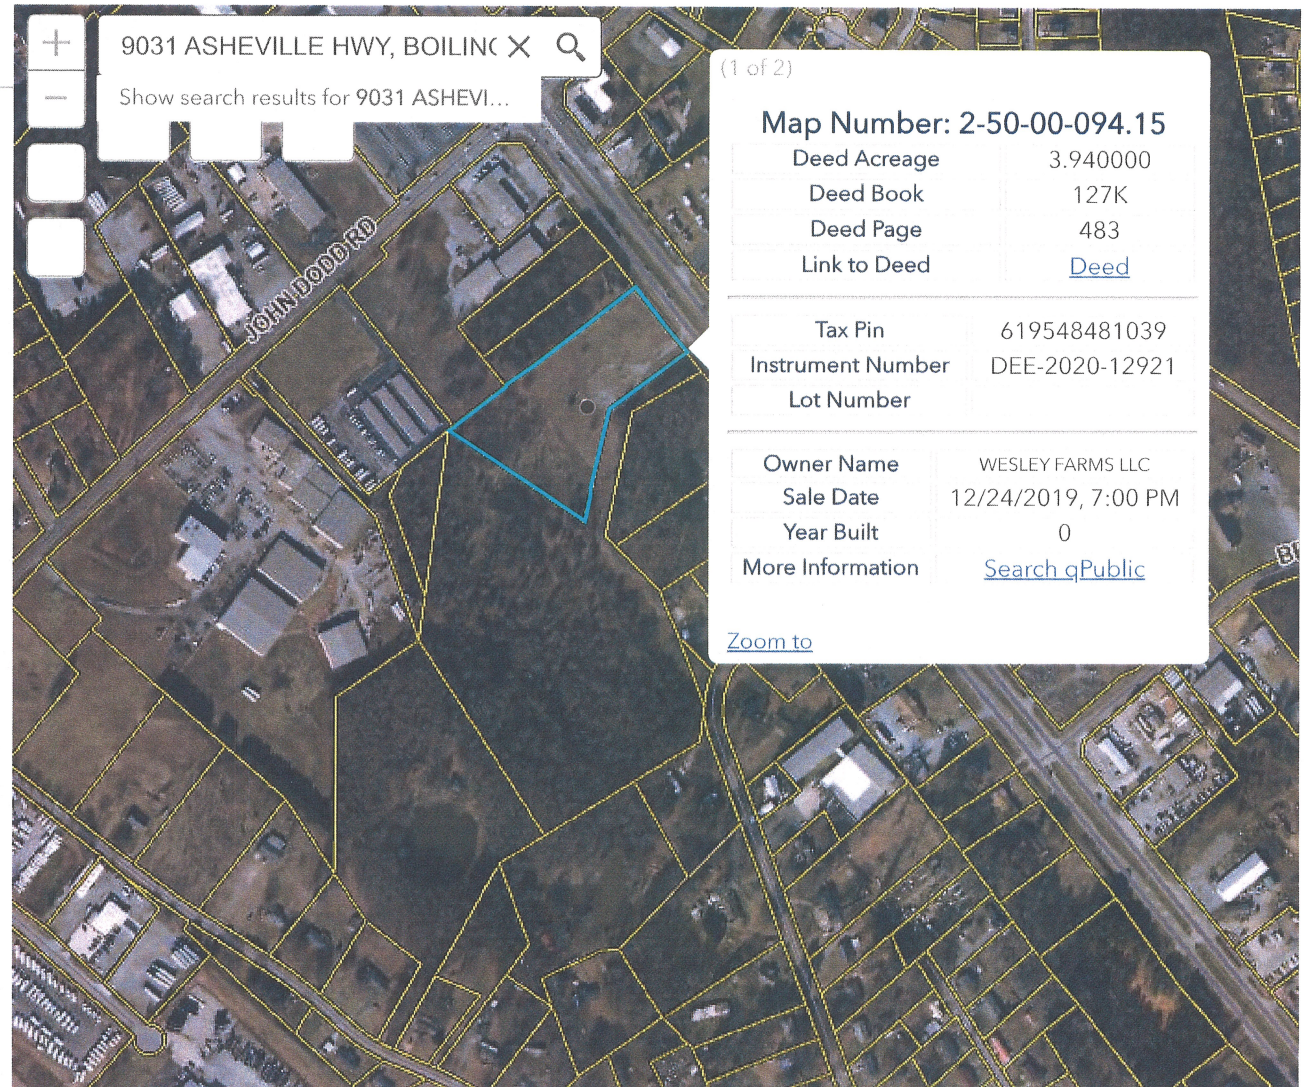 +
9031 ASHEVILLE HWY, BOILING
Show search results for 9031 ASHEVI...
−
(1 of 2)
Map Number: 2-50-00-094.15
Deed Acreage 3.940000
Deed Book 127K
Deed Page 483
Link to Deed Deed
Tax Pin 619548481039
Instrument Number DEE-2020-12921
Lot Number
Owner Name WESLEY FARMS LLC
Sale Date 12/24/2019, 7:00 PM
Year Built 0
More Information Search qPublic
Zoom to
JOHN DODD RD